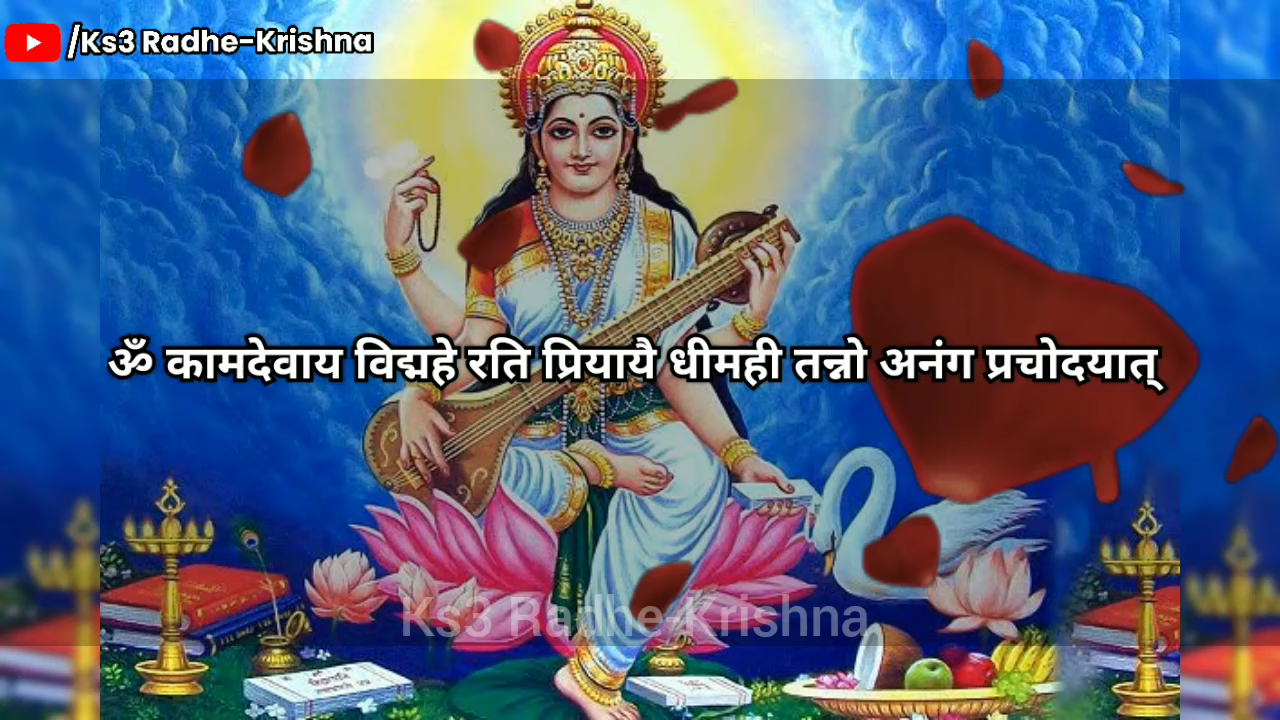 /Ks3 Radhe-Krishna
ॐ कामदेवाय विद्महे रति प्रियायै धीमही तन्नो अनंग प्रचोदयात्
Ks3 Radhe-Krishna